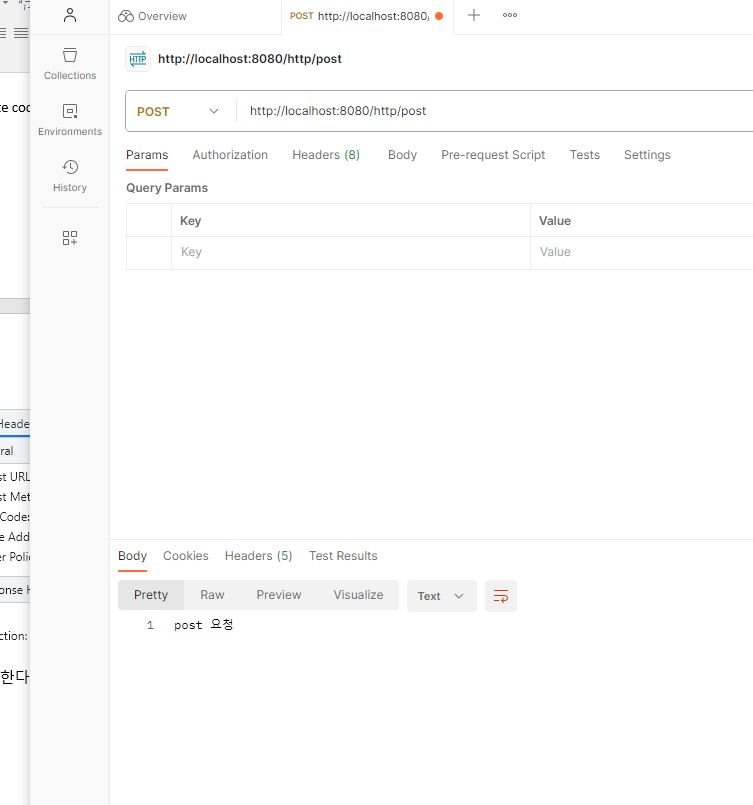 Overview
POST http://localhost:8080/
HTTP http://localhost:8080/http/post
Collections
Environments
History
POST http://localhost:8080/http/post
Params Authorization Headers (8) Body Pre-request Script Tests Settings
Query Params
Key Value
Key Value
Body Cookies Headers (5) Test Results
Pretty Raw Preview Visualize Text
1 post 요청
Heade
ral
st URL
st Met
Code:
e Add
er Polic
onse H
ction:
한다